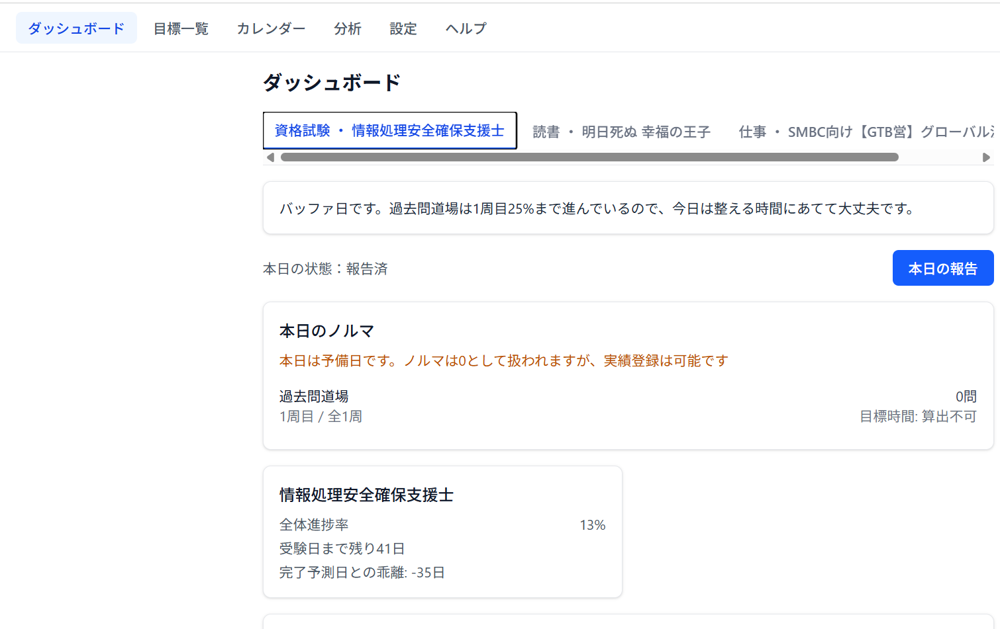 ダッシュボード 目標一覧 カレンダー 分析 設定 ヘルプ
ダッシュボード
資格試験 ・ 情報処理安全確保支援士 読書 ・ 明日死ぬ 幸福の王子 仕事 ・ SMBC向け【GTB営】グローバル
バッファ日です。過去問道場は1周目25%まで進んでいるので、今日は整える時間にあてて大丈夫です。
本日の状態：報告済
本日の報告
本日のノルマ
本日は予備日です。ノルマは0として扱われますが、実績登録は可能です
過去問道場 0問
1周目 / 全1周 目標時間: 算出不可
情報処理安全確保支援士
全体進捗率 13%
受験日まで残り41日
完了予測日との乖離: -35日